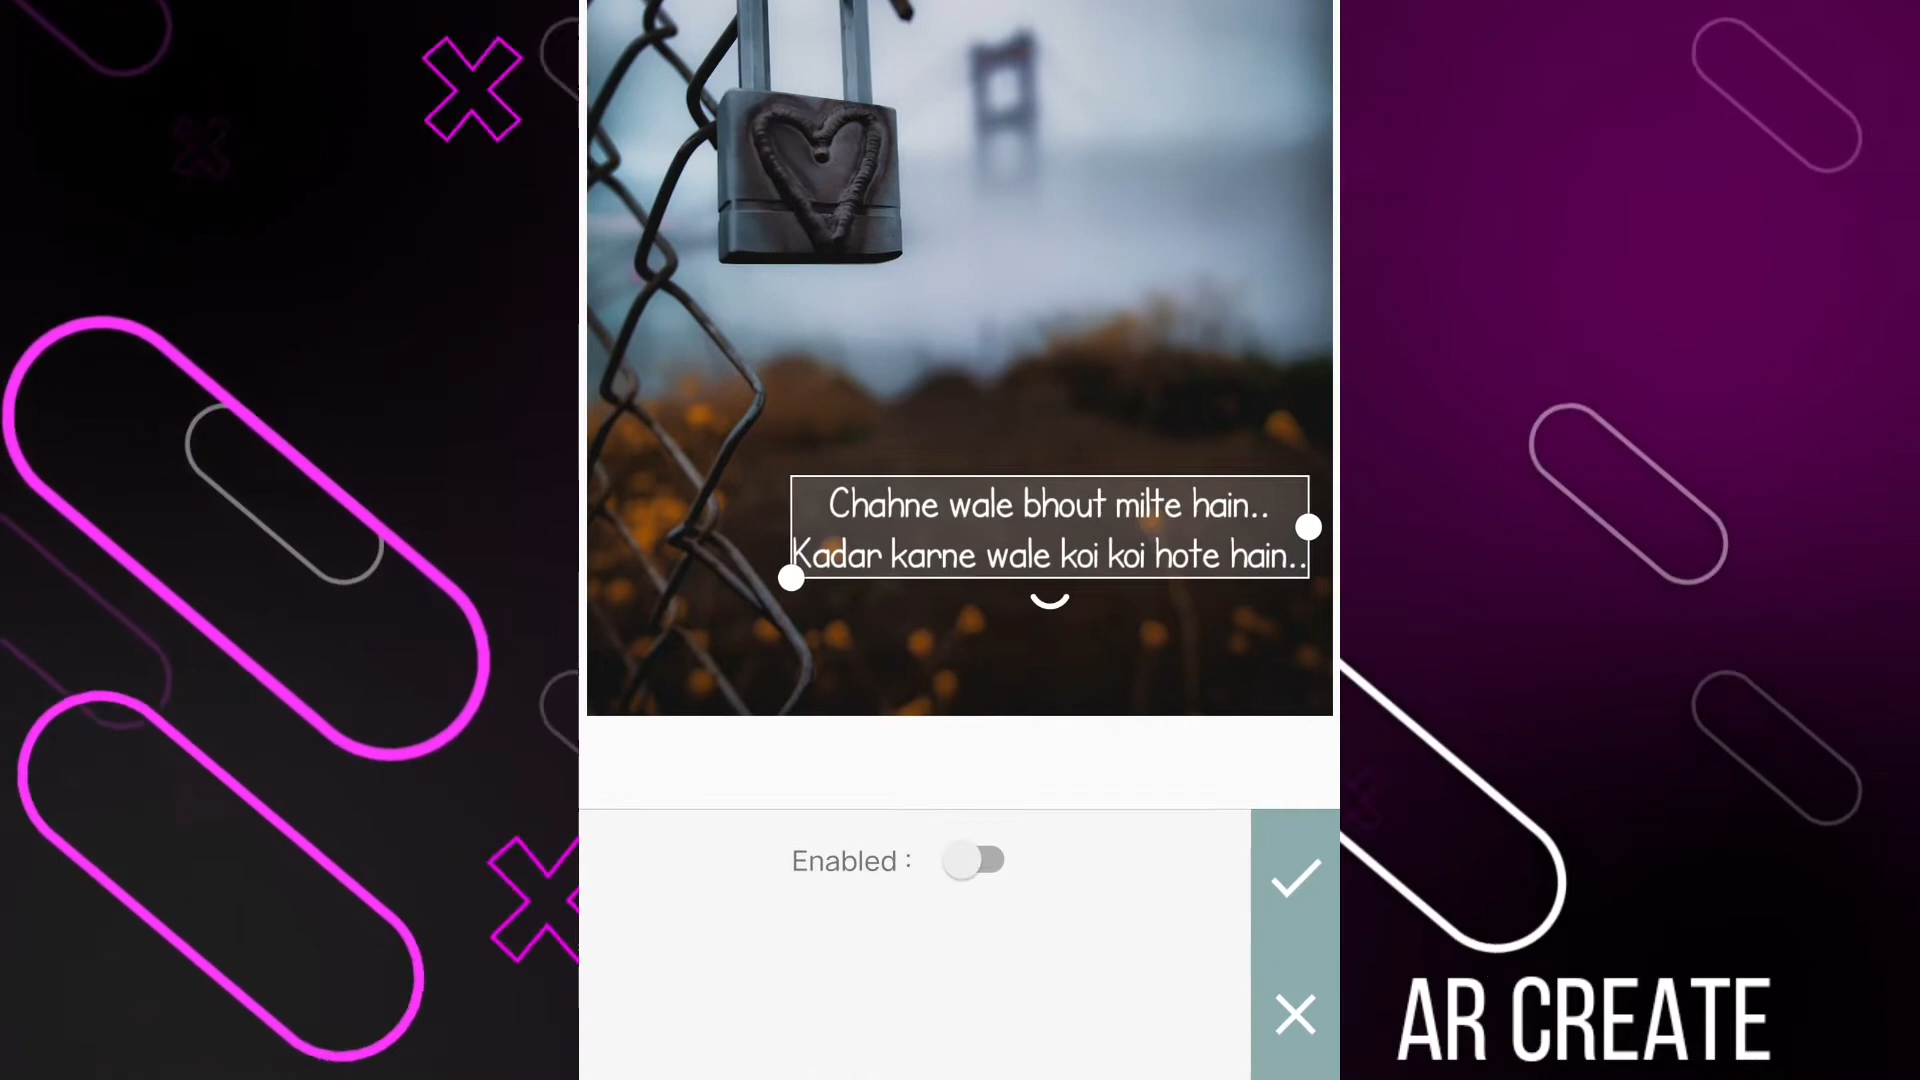 Chahne wale bhout milte hain..
Kadar karne wale koi koi hote hain..
Enabled :
AR CREATE